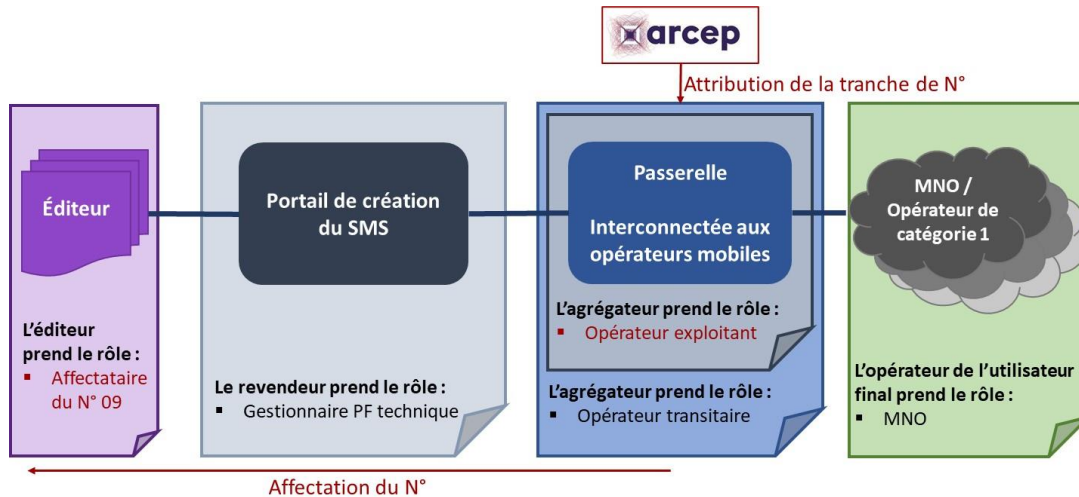 arcep
Attribution de la tranche de N°
Éditeur
L'éditeur
prend le rôle :
▪ Affectataire
du N° 09
Portail de création
du SMS
Le revendeur prend le rôle :
▪ Gestionnaire PF technique
Passerelle
Interconnectée aux
opérateurs mobiles
L'agrégateur prend le rôle :
▪ Opérateur exploitant
L'agrégateur prend le rôle :
▪ Opérateur transitaire
MNO /
Opérateur de
catégorie 1
L'opérateur de l'utilisateur
final prend le rôle :
▪ MNO
Affectation du N°